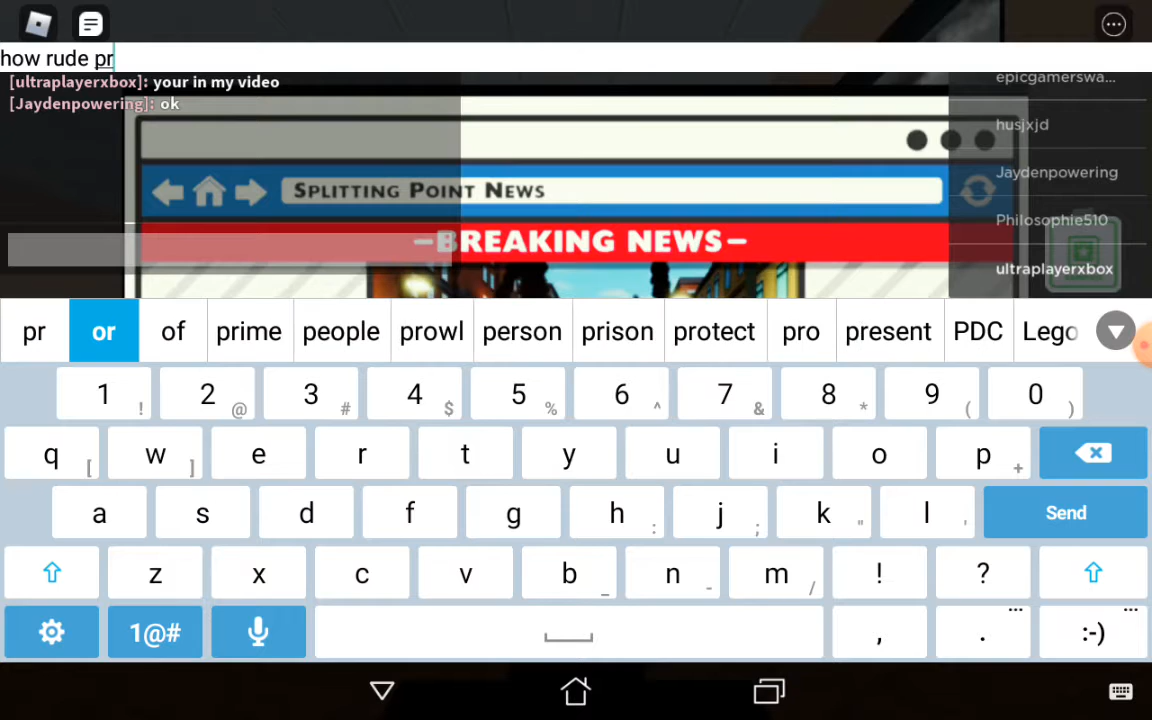 how rude pr
[ultraplayerxbox]: your in my video
[Jaydenpowering]: ok
epicgamerswa...
husjxjd
Jaydenpowering
Philosophie510
ultraplayerxbox
SPLITTING POINT NEWS
-BREAKING NEWS-
pr or of prime people prowl person prison protect pro present PDC Lego
1 ! 2 @ 3 # 4 $ 5 % 6 ^ 7 & 8 * 9 ( 0 )
q [ w ] e r t y u i o p +
a s d f g h : j ; k " l ' Send
z x c v b _ n - m / ! ?
1@# , . ... :-) ...